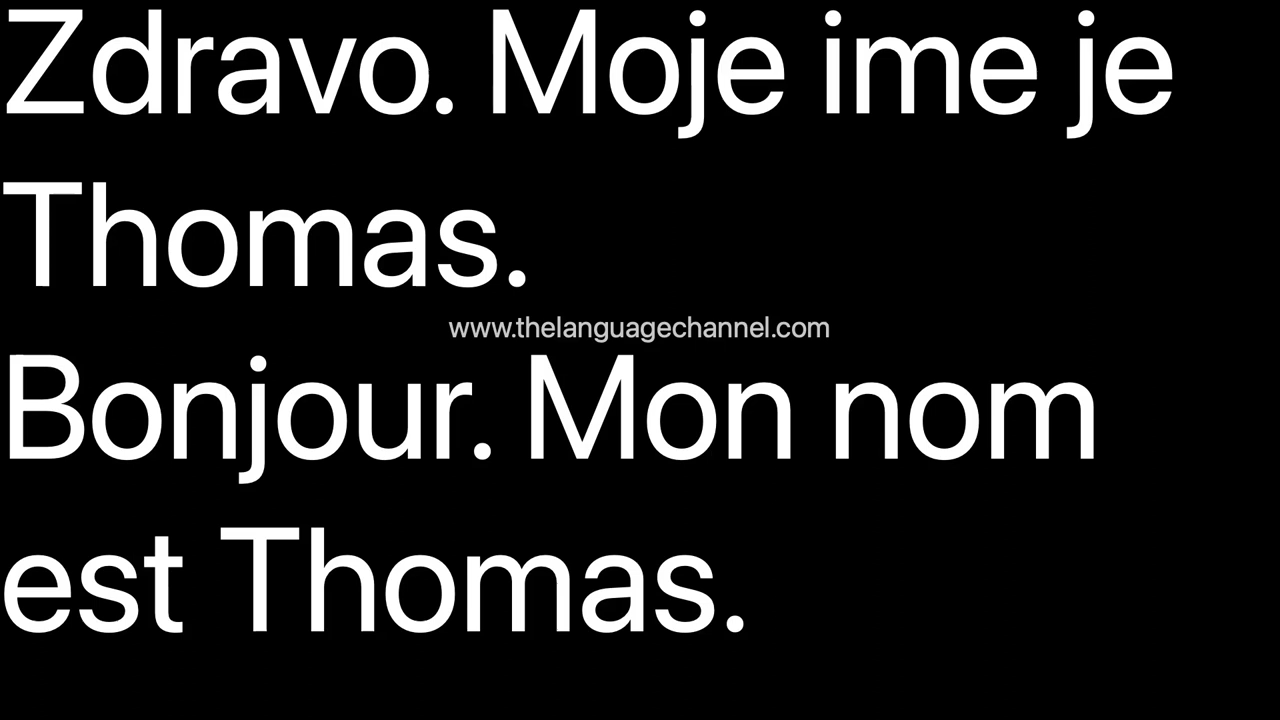 Zdravo. Moje ime je
Thomas.
www.thelanguagechannel.com
Bonjour. Mon nom
est Thomas.